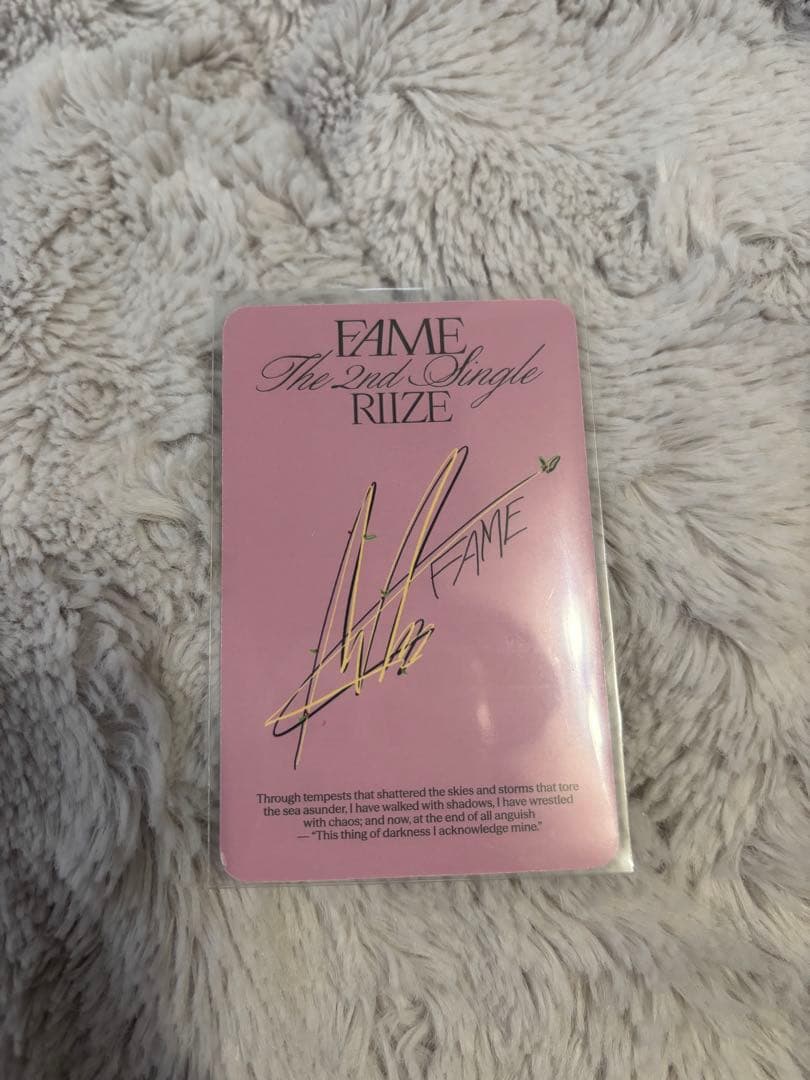 FAME
The 2nd Single
RIIZE
FAME
Through tempests that shattered the skies and storms that tore
the sea asunder, I have walked with shadows, I have wrestled
with chaos; and now, at the end of all anguish
— “This thing of darkness I acknowledge mine.”